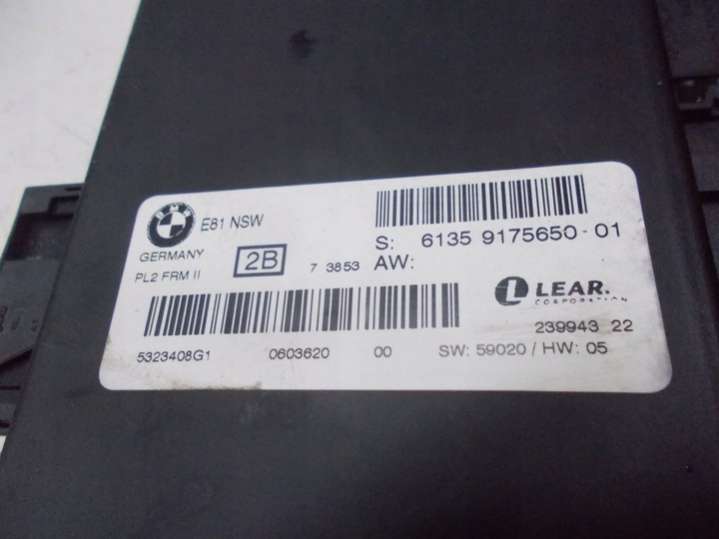 BMW
E81 NSW
GERMANY
PL2 FRM II
2B
7 3853
S: 6135 9175650-01
AW:
LEAR.
CORPORATION
239943 22
5323408G1 0603620 00 SW: 59020 / HW: 05